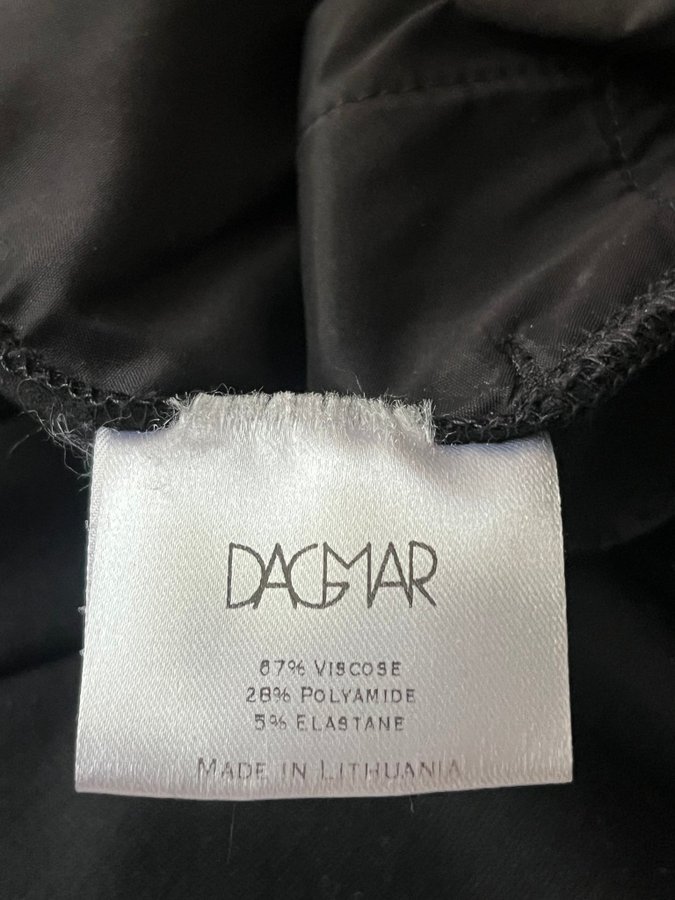 DAGMAR
67% VISCOSE
28% POLYAMIDE
5% ELASTANE
MADE IN LITHUANIA